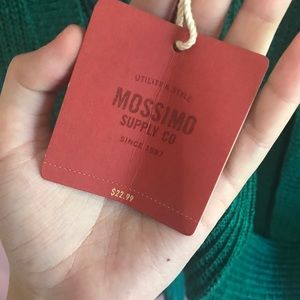 UTILITY & STYLE
MOSSIMO
SUPPLY CO
SINCE 1987
$22.99